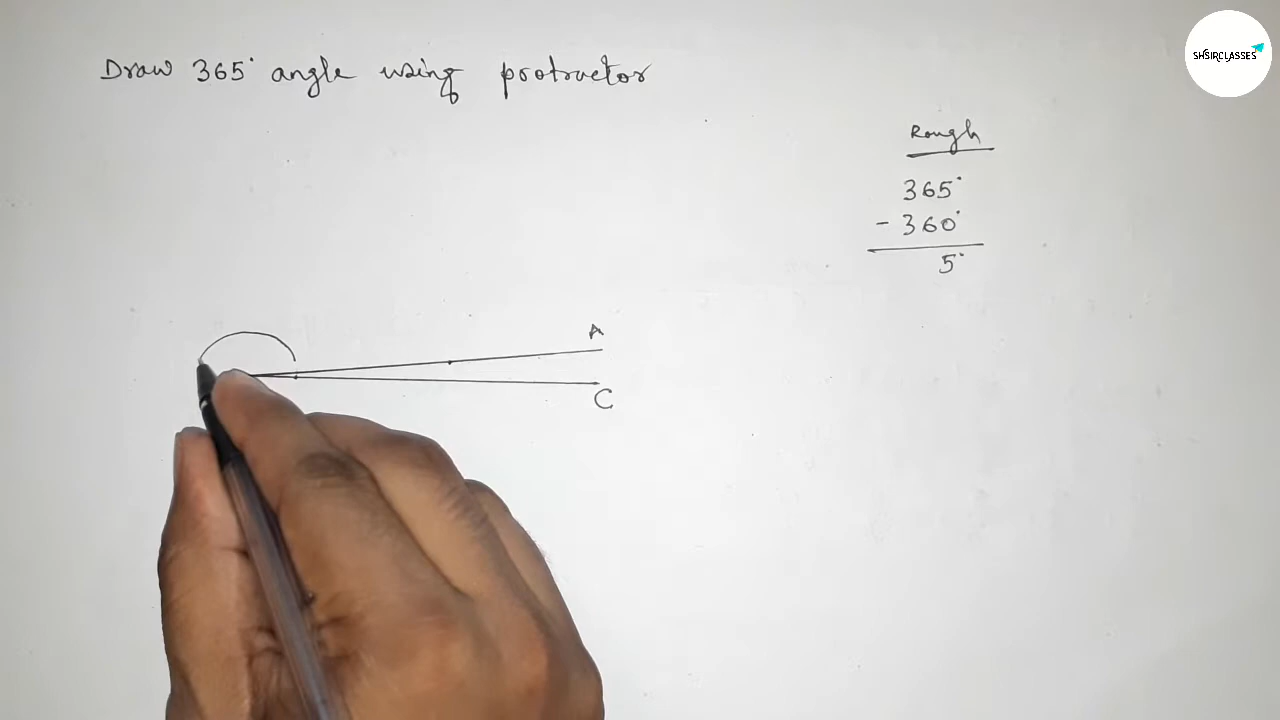 Draw 365° angle using protractor
SHSIRCLASSES
Rough
365°
- 360°
5°
A
C